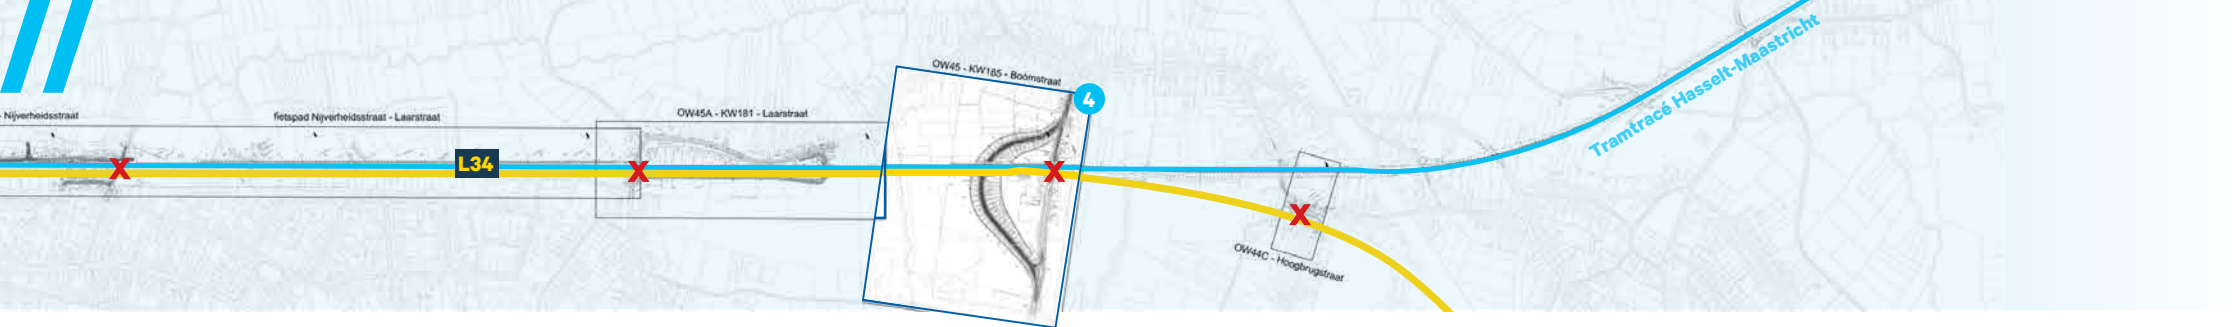 - Nijverheidsstraat
fietspad Nijverheidsstraat - Laarstraat
OW45A - KW181 - Laarstraat
OW45 - KW185 - Boomstraat
4
Tramtracé Hasselt-Maastricht
L34
X
X
X
X
OW44C - Hoogbrugstraat